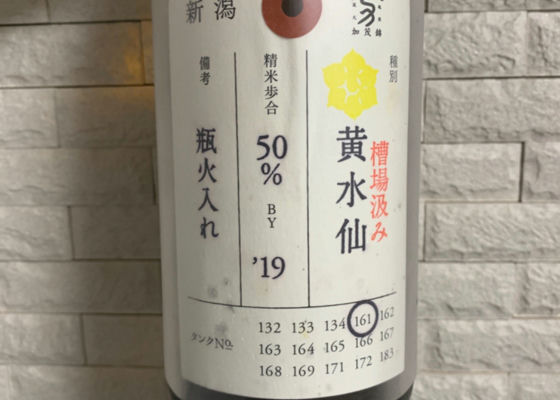 新潟
加茂錦
種別
黄水仙
槽場汲み
精米歩合
50%
BY
'19
備考
瓶火入れ
タンクNo.
132 133 134 161 162
163 164 165 166 167
168 169 171 172 183